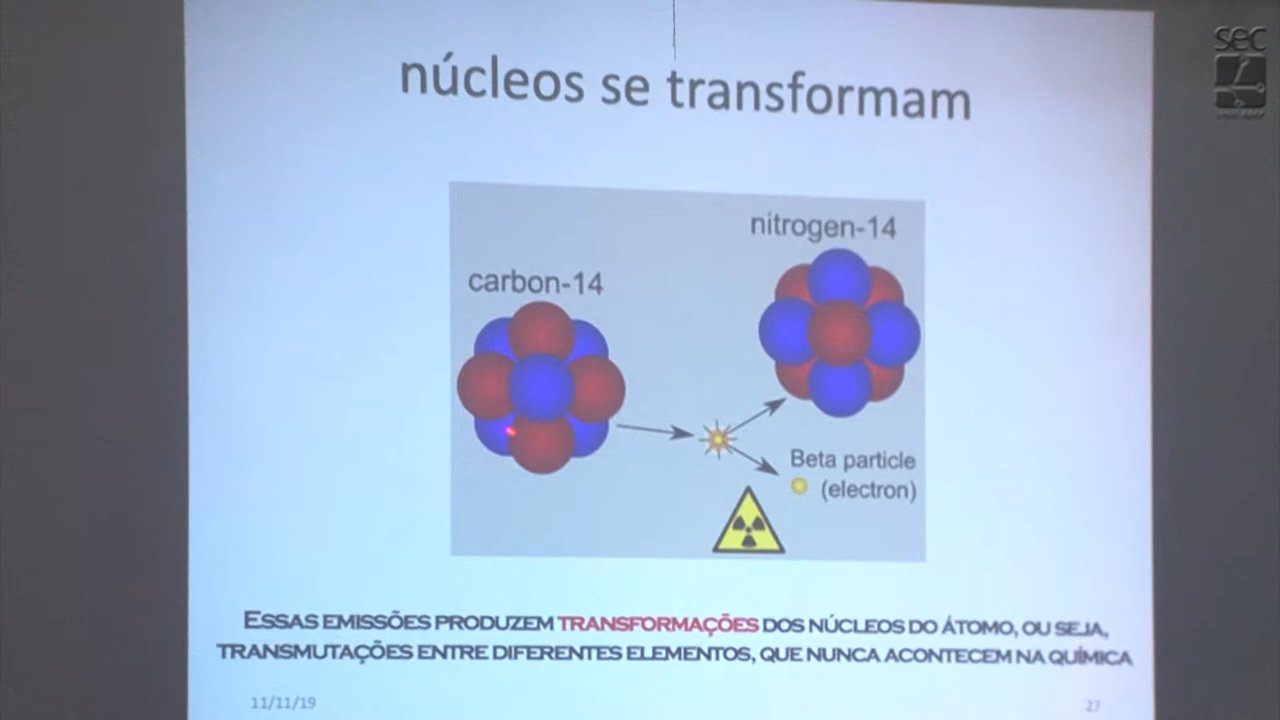 sec
núcleos se transformam
nitrogen-14
carbon-14
Beta particle
(electron)
ESSAS EMISSÕES PRODUZEM TRANSFORMAÇÕES DOS NÚCLEOS DO ÁTOMO, OU SEJA,
TRANSMUTAÇÕES ENTRE DIFERENTES ELEMENTOS, QUE NUNCA ACONTECEM NA QUÍMICA
11/11/19
27